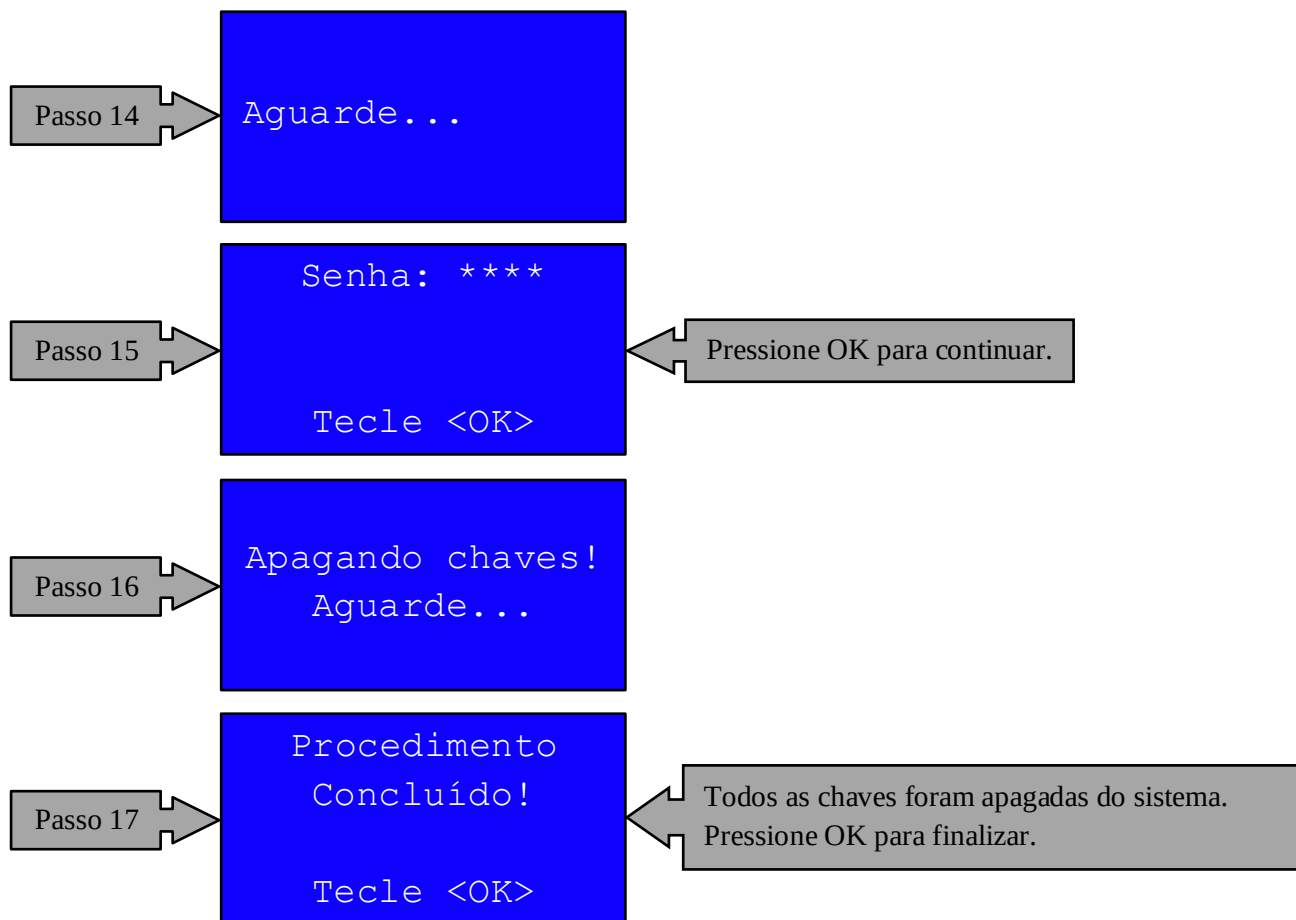 Passo 14
Aguarde...
Passo 15
Senha: ****
Tecle <OK>
Pressione OK para continuar.
Passo 16
Apagando chaves!
Aguarde...
Passo 17
Procedimento
Concluído!
Tecle <OK>
Todos as chaves foram apagadas do sistema.
Pressione OK para finalizar.